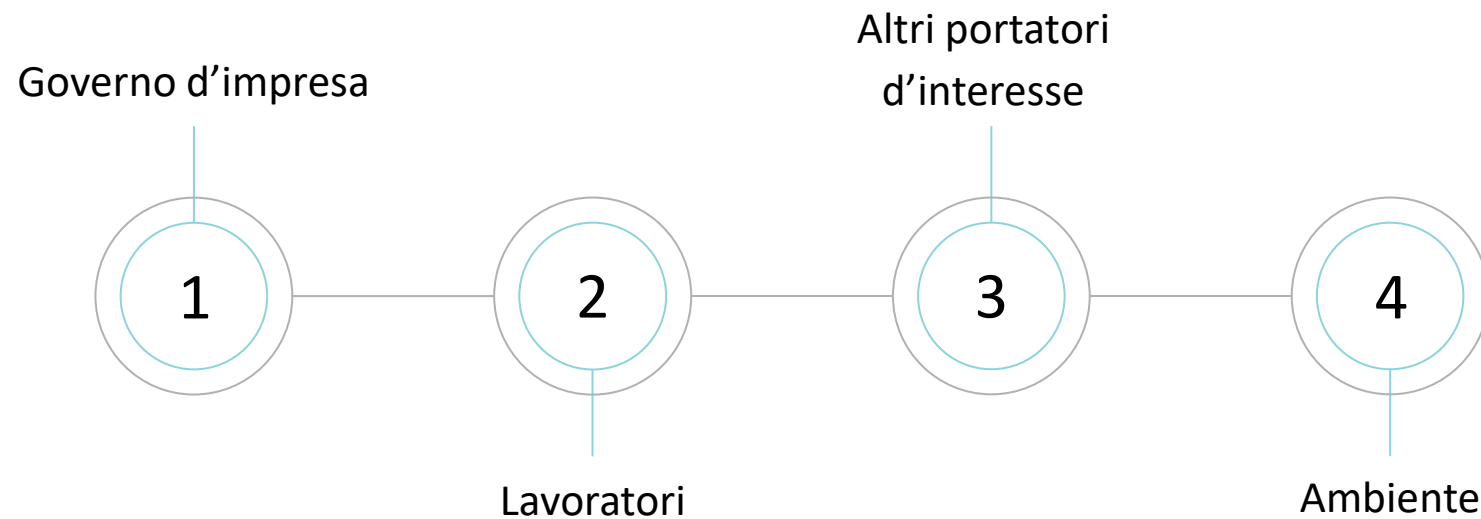 Governo d’impresa
Altri portatori
d’interesse
1
2
3
4
Lavoratori
Ambiente